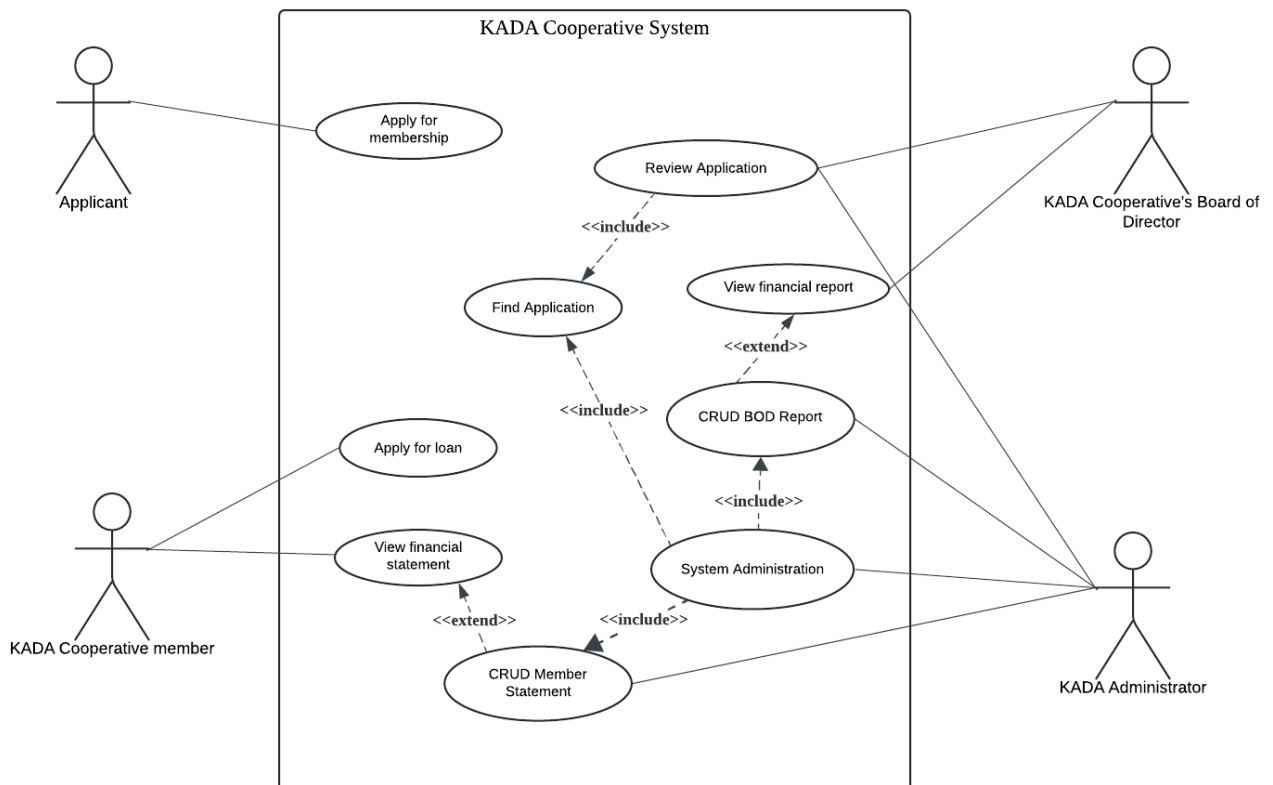 KADA Cooperative System
Apply for
membership
Review Application
Applicant
KADA Cooperative's Board of
Director
<<include>>
View financial report
Find Application
<<extend>>
<<include>>
CRUD BOD Report
Apply for loan
<<include>>
View financial
statement
System Administration
<<extend>>
<<include>>
KADA Cooperative member
CRUD Member
Statement
KADA Administrator